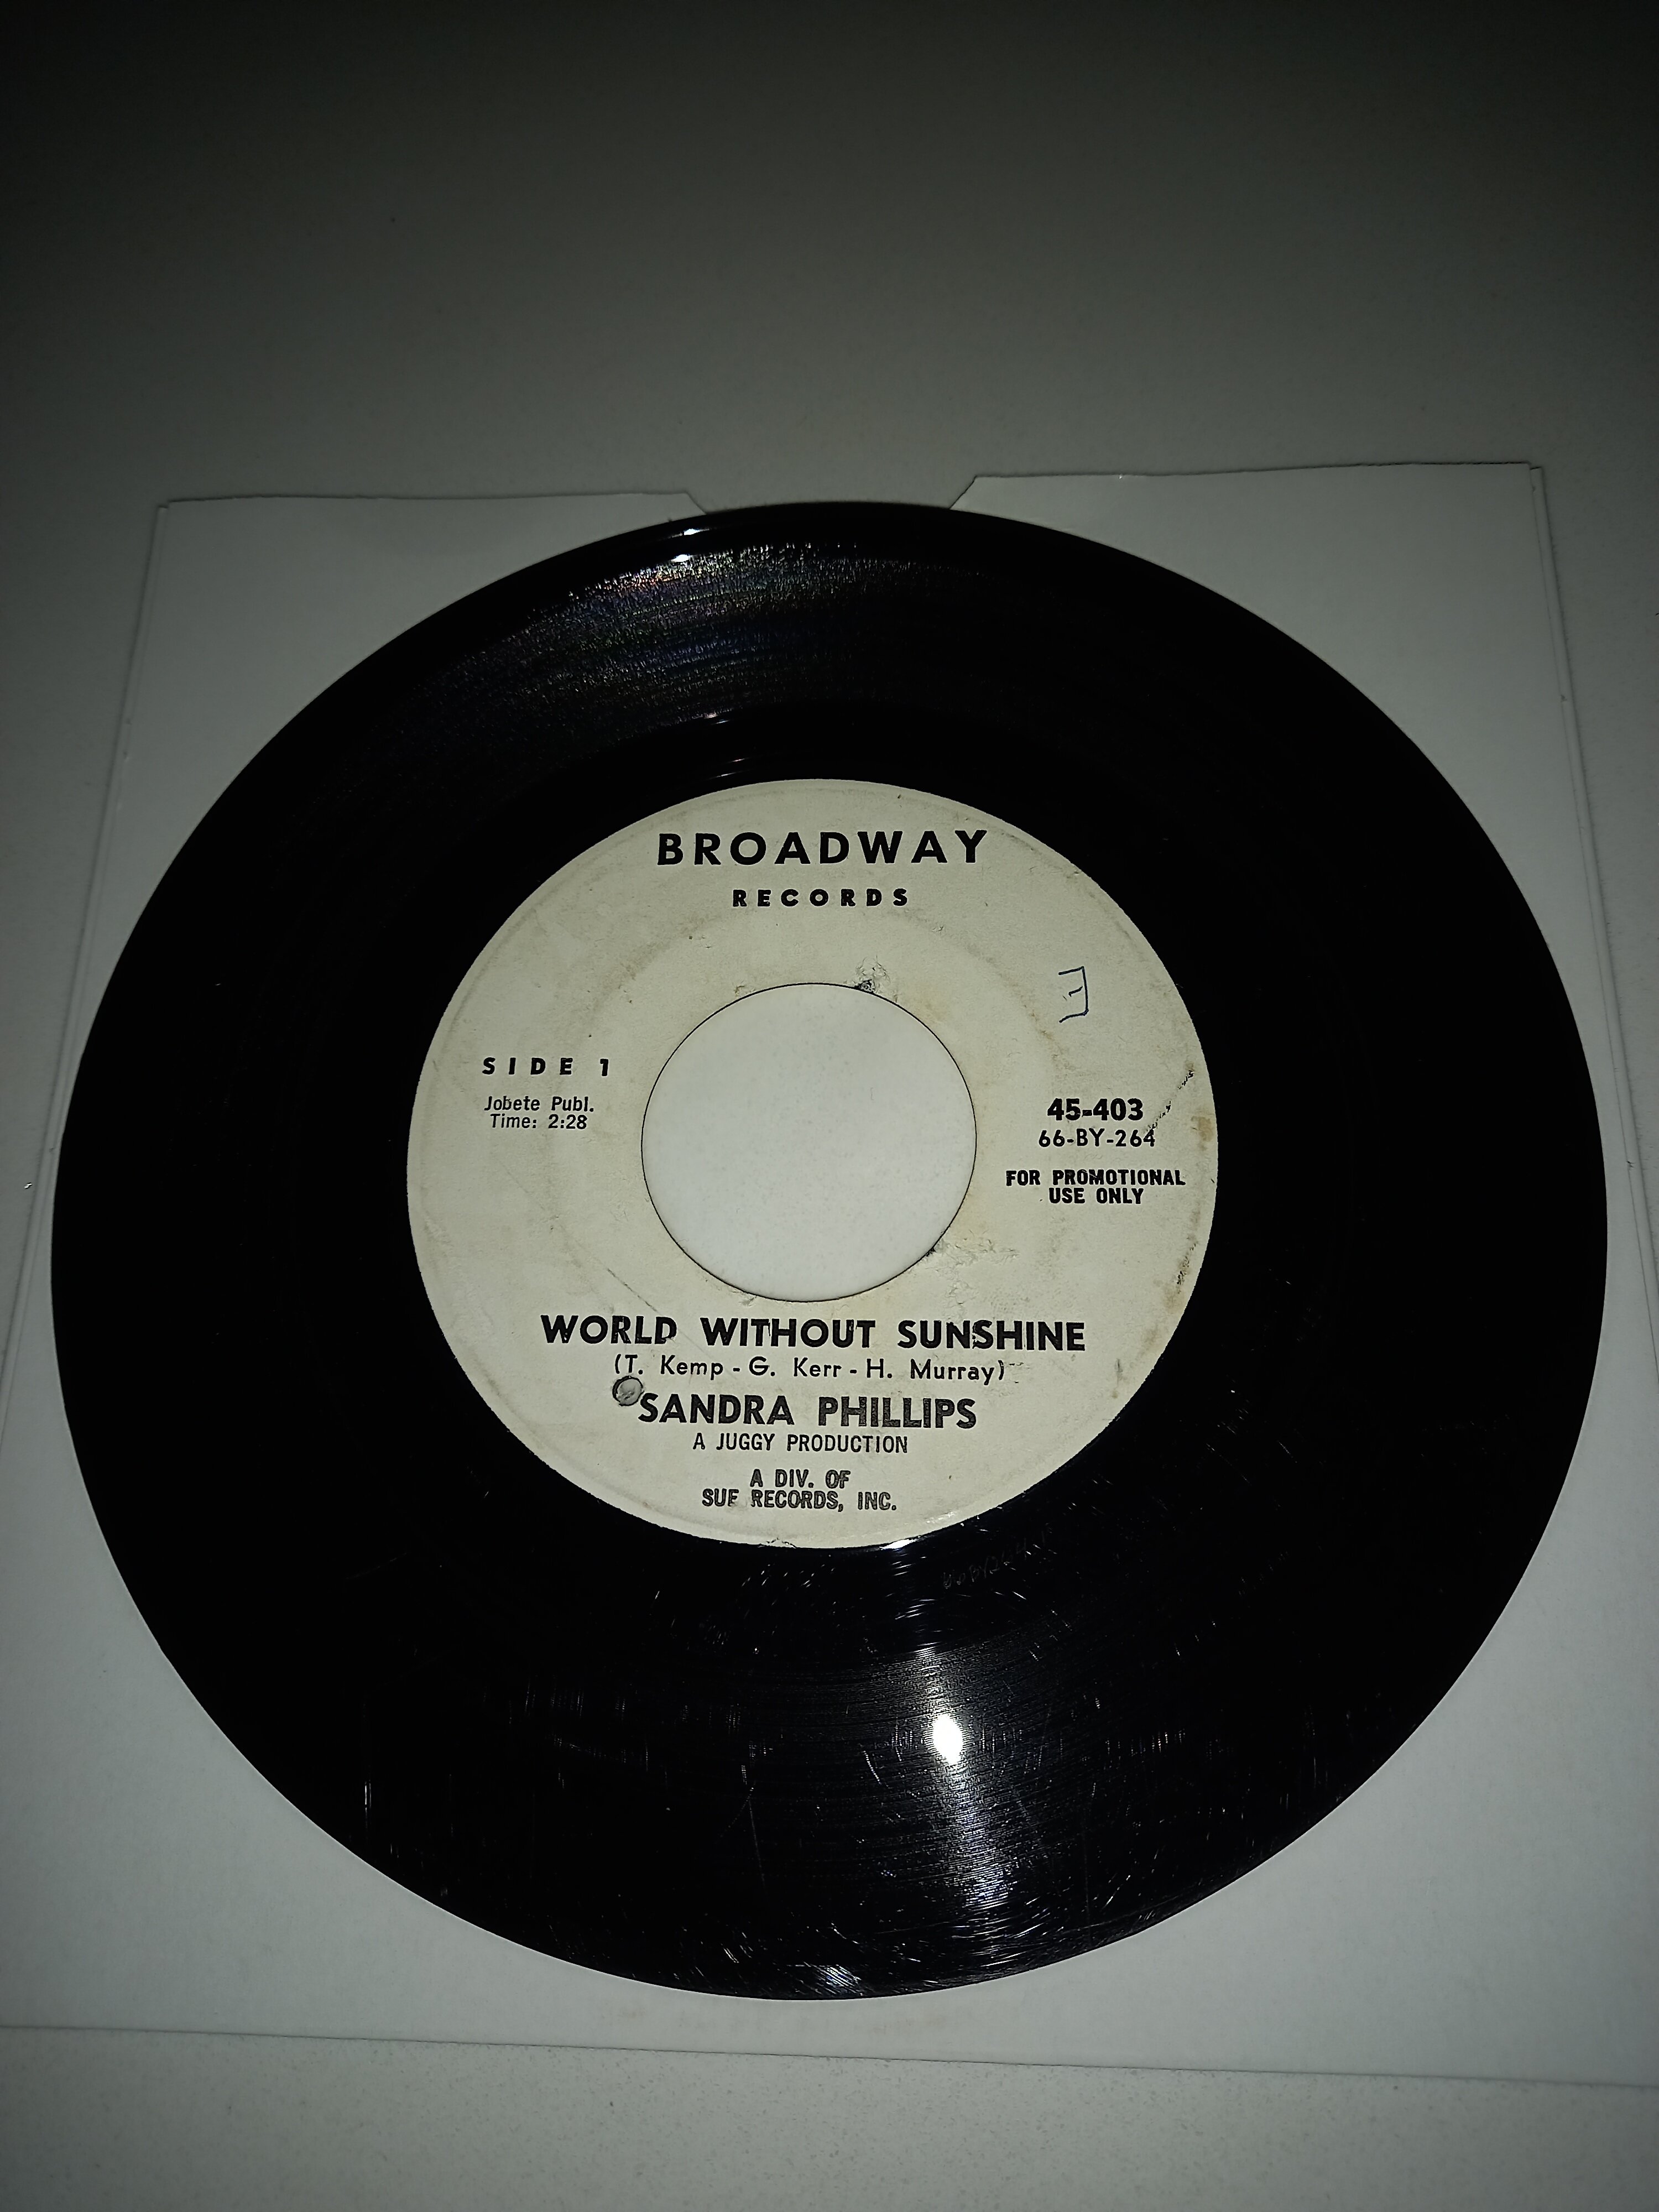 BROADWAY
RECORDS
SIDE 1
Jobete Publ.
Time: 2:28
45-403
66-BY-264
FOR PROMOTIONAL
USE ONLY
WORLD WITHOUT SUNSHINE
(T. Kemp - G. Kerr - H. Murray)
SANDRA PHILLIPS
A JUGGY PRODUCTION
A DIV. OF
SUE RECORDS, INC.